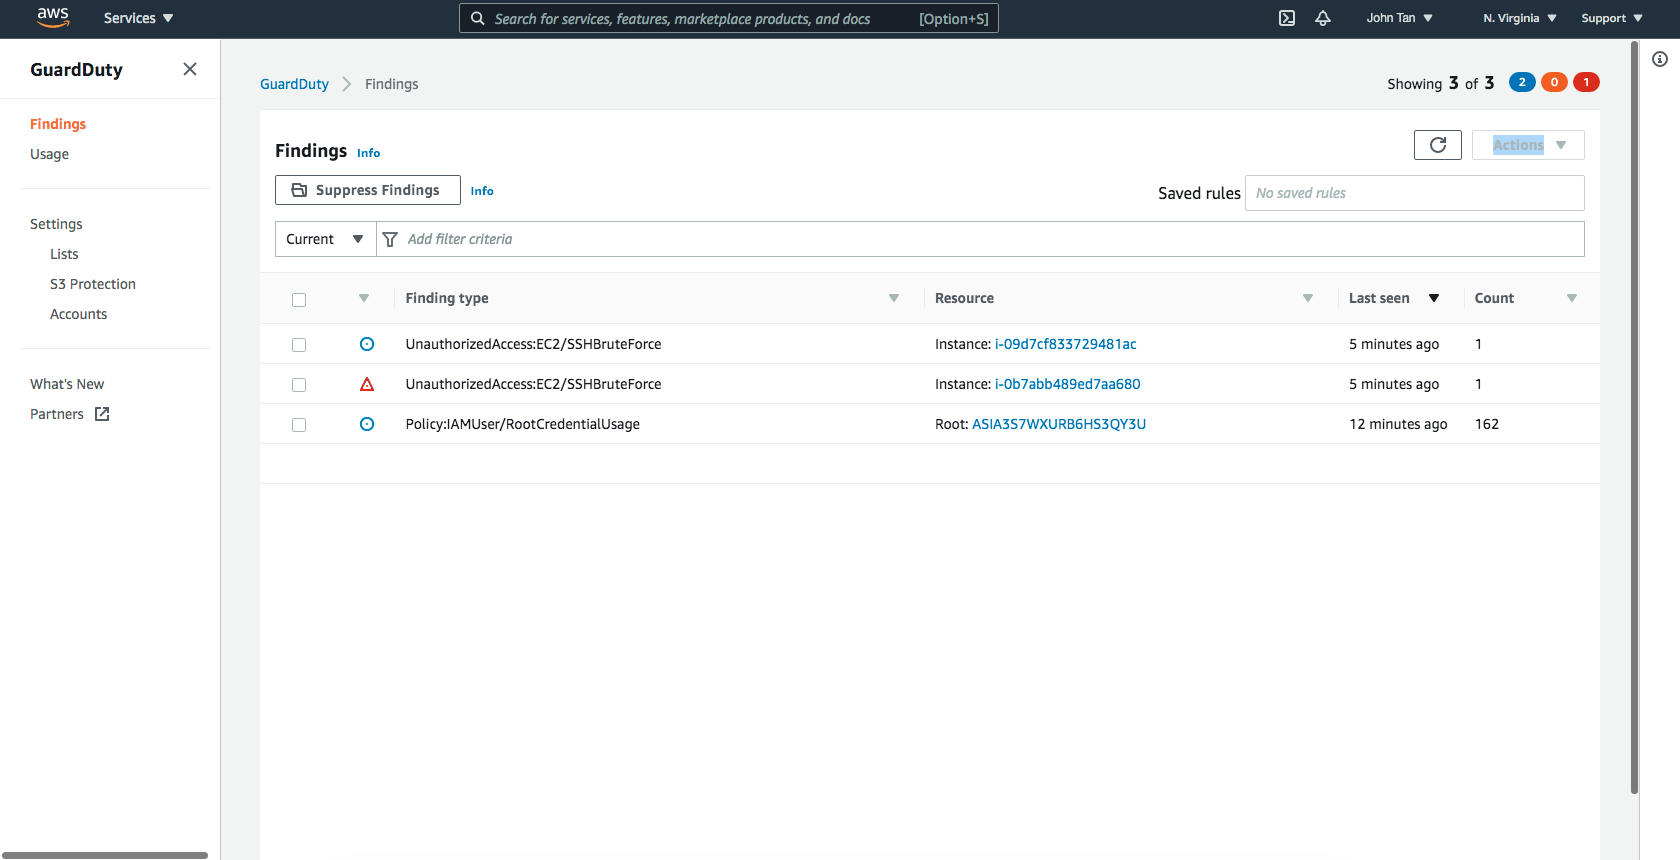 aws Services Search for services, features, marketplace products, and docs [Option+S] John Tan N. Virginia Support
GuardDuty
Findings
Usage
Settings
Lists
S3 Protection
Accounts
What's New
Partners
GuardDuty Findings
Showing 3 of 3 2 0 1
Findings Info
Actions
Suppress Findings Info
Saved rules No saved rules
Current Add filter criteria
Finding type Resource Last seen Count
UnauthorizedAccess:EC2/SSHBruteForce Instance: i-09d7cf833729481ac 5 minutes ago 1
UnauthorizedAccess:EC2/SSHBruteForce Instance: i-0b7abb489ed7aa680 5 minutes ago 1
Policy:IAMUser/RootCredentialUsage Root: ASIA3S7WXURB6HS3QY3U 12 minutes ago 162